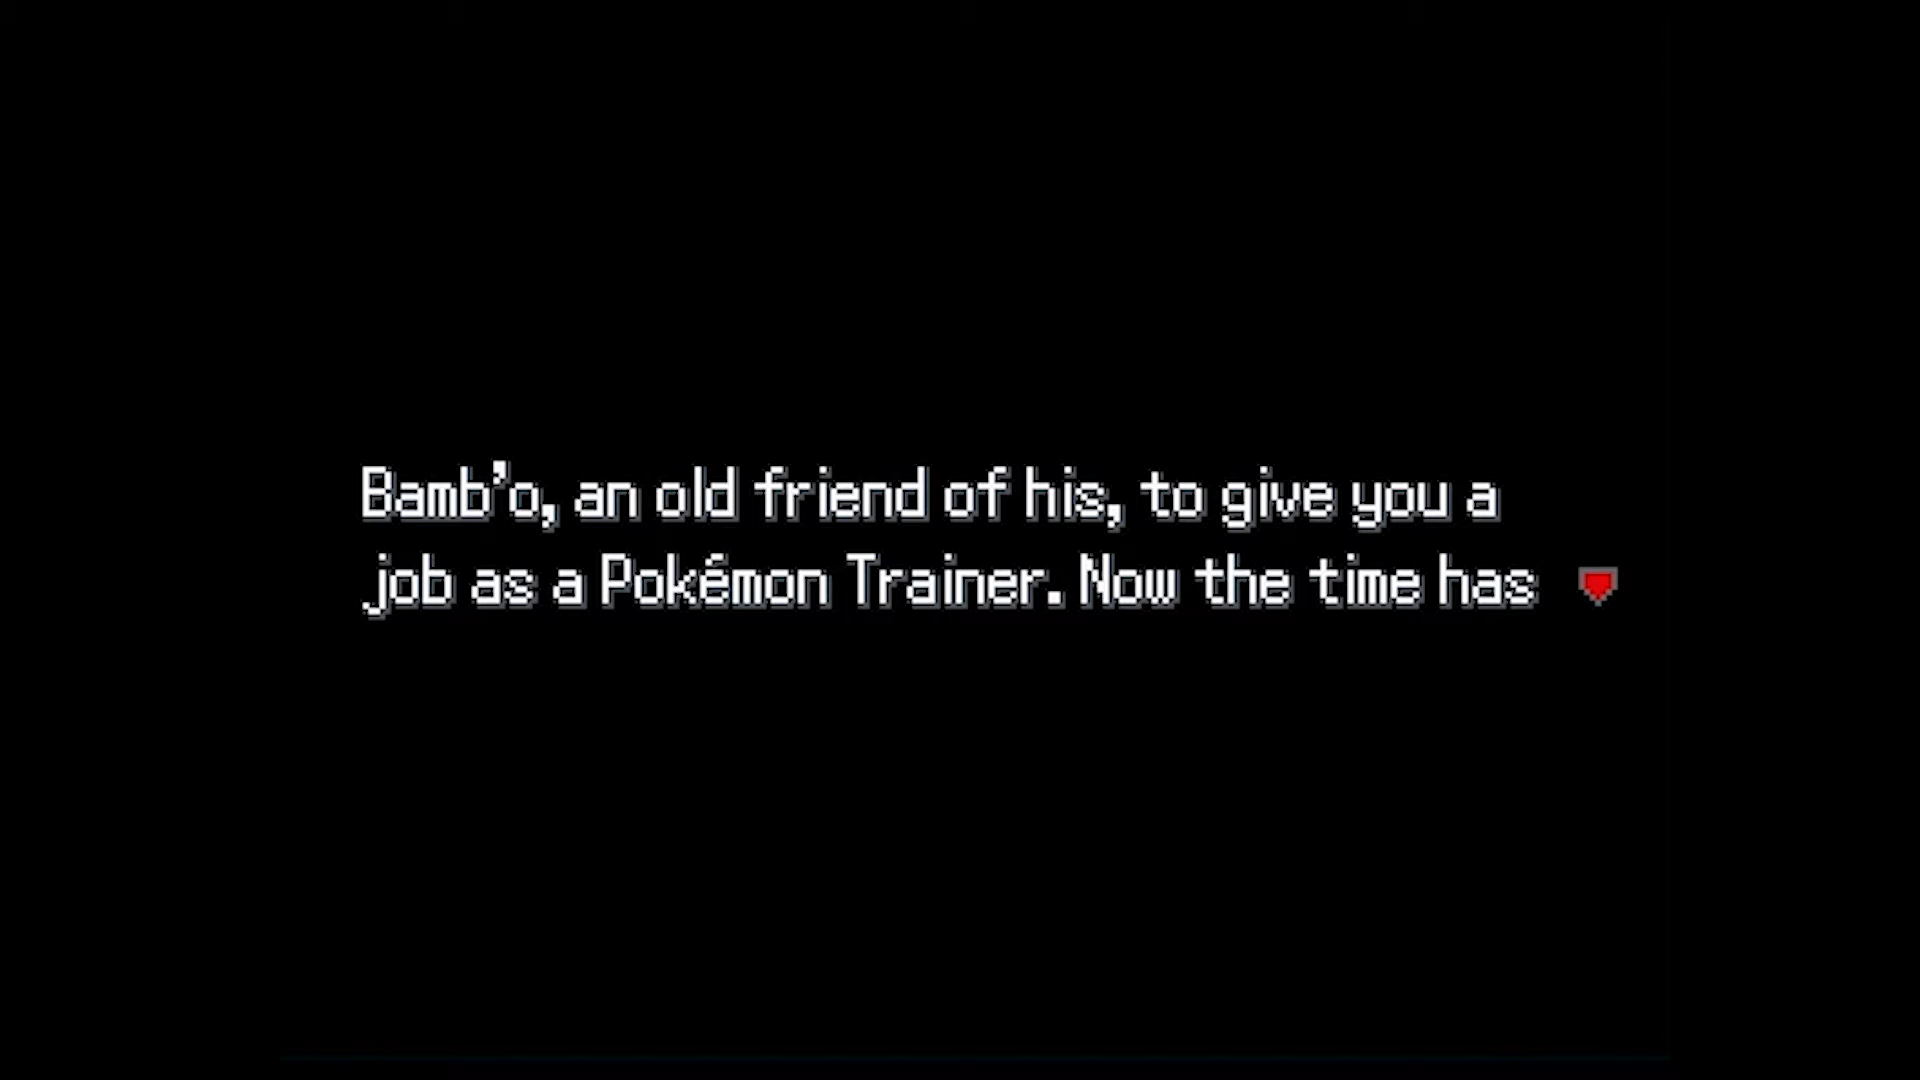 Bamb’o, an old friend of his, to give you a
job as a Pokémon Trainer. Now the time has